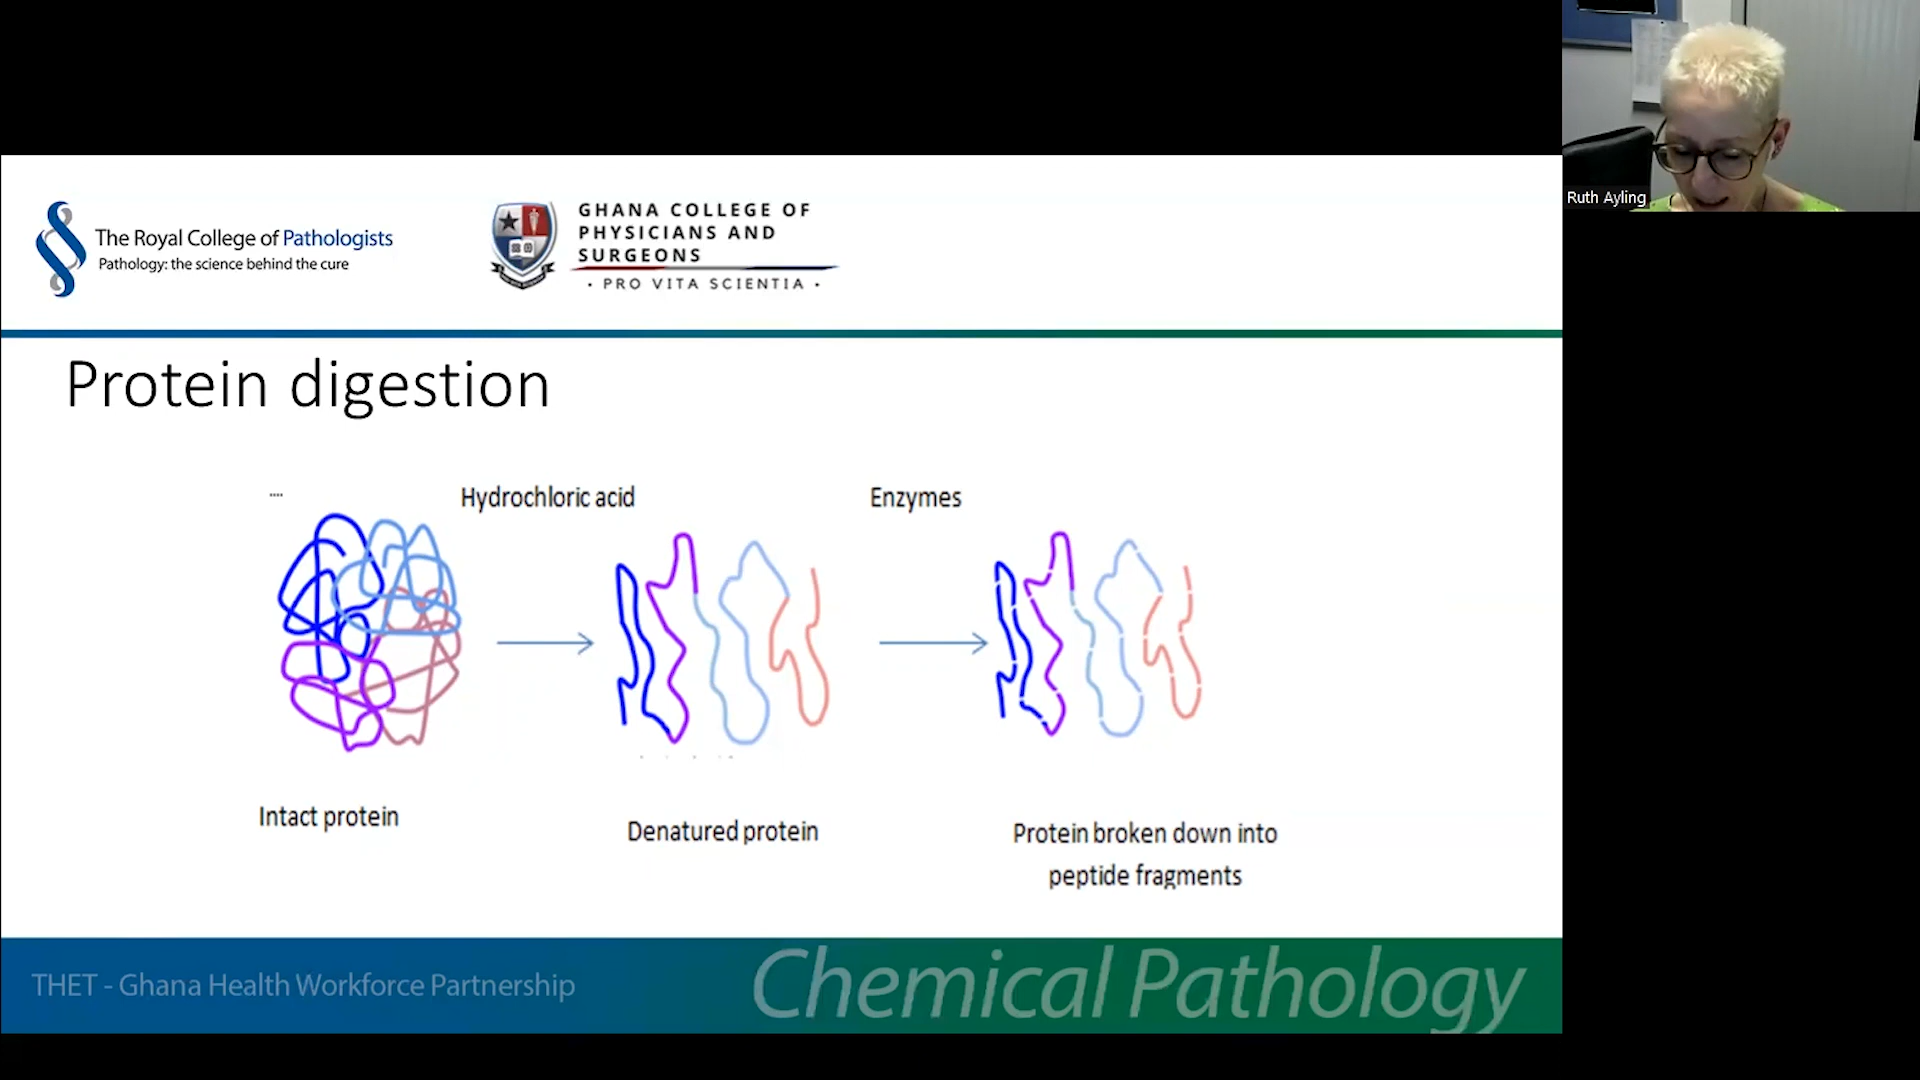 Ruth Ayling
The Royal College of Pathologists
Pathology: the science behind the cure
GHANA COLLEGE OF
PHYSICIANS AND
SURGEONS
· PRO VITA SCIENTIA ·
Protein digestion
Hydrochloric acid
Enzymes
Intact protein
Denatured protein
Protein broken down into
peptide fragments
THET - Ghana Health Workforce Partnership
Chemical Pathology